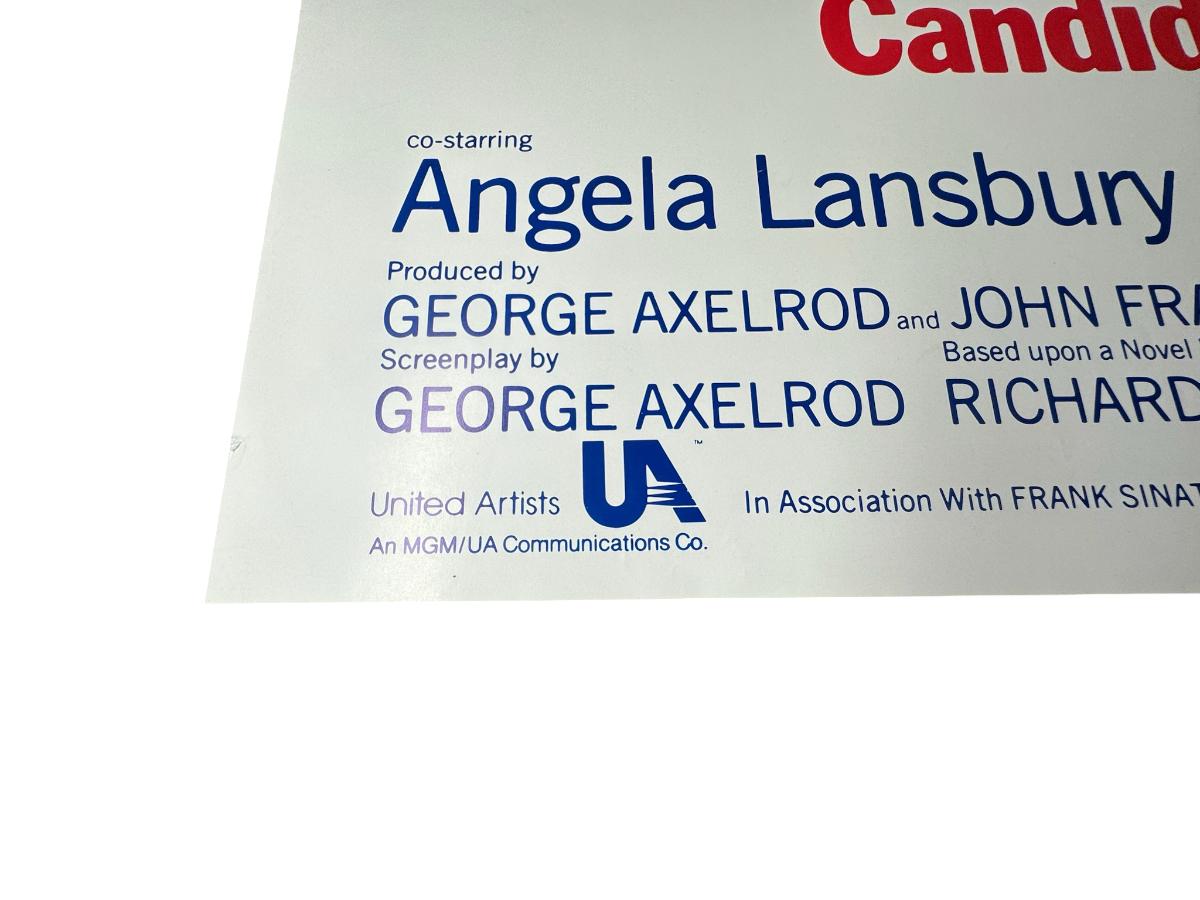 Candid
co-starring
Angela Lansbury
Produced by
GEORGE AXELROD and JOHN FRA
Screenplay by Based upon a Novel
GEORGE AXELROD RICHARD
UA™
United Artists In Association With FRANK SINAT
An MGM/UA Communications Co.